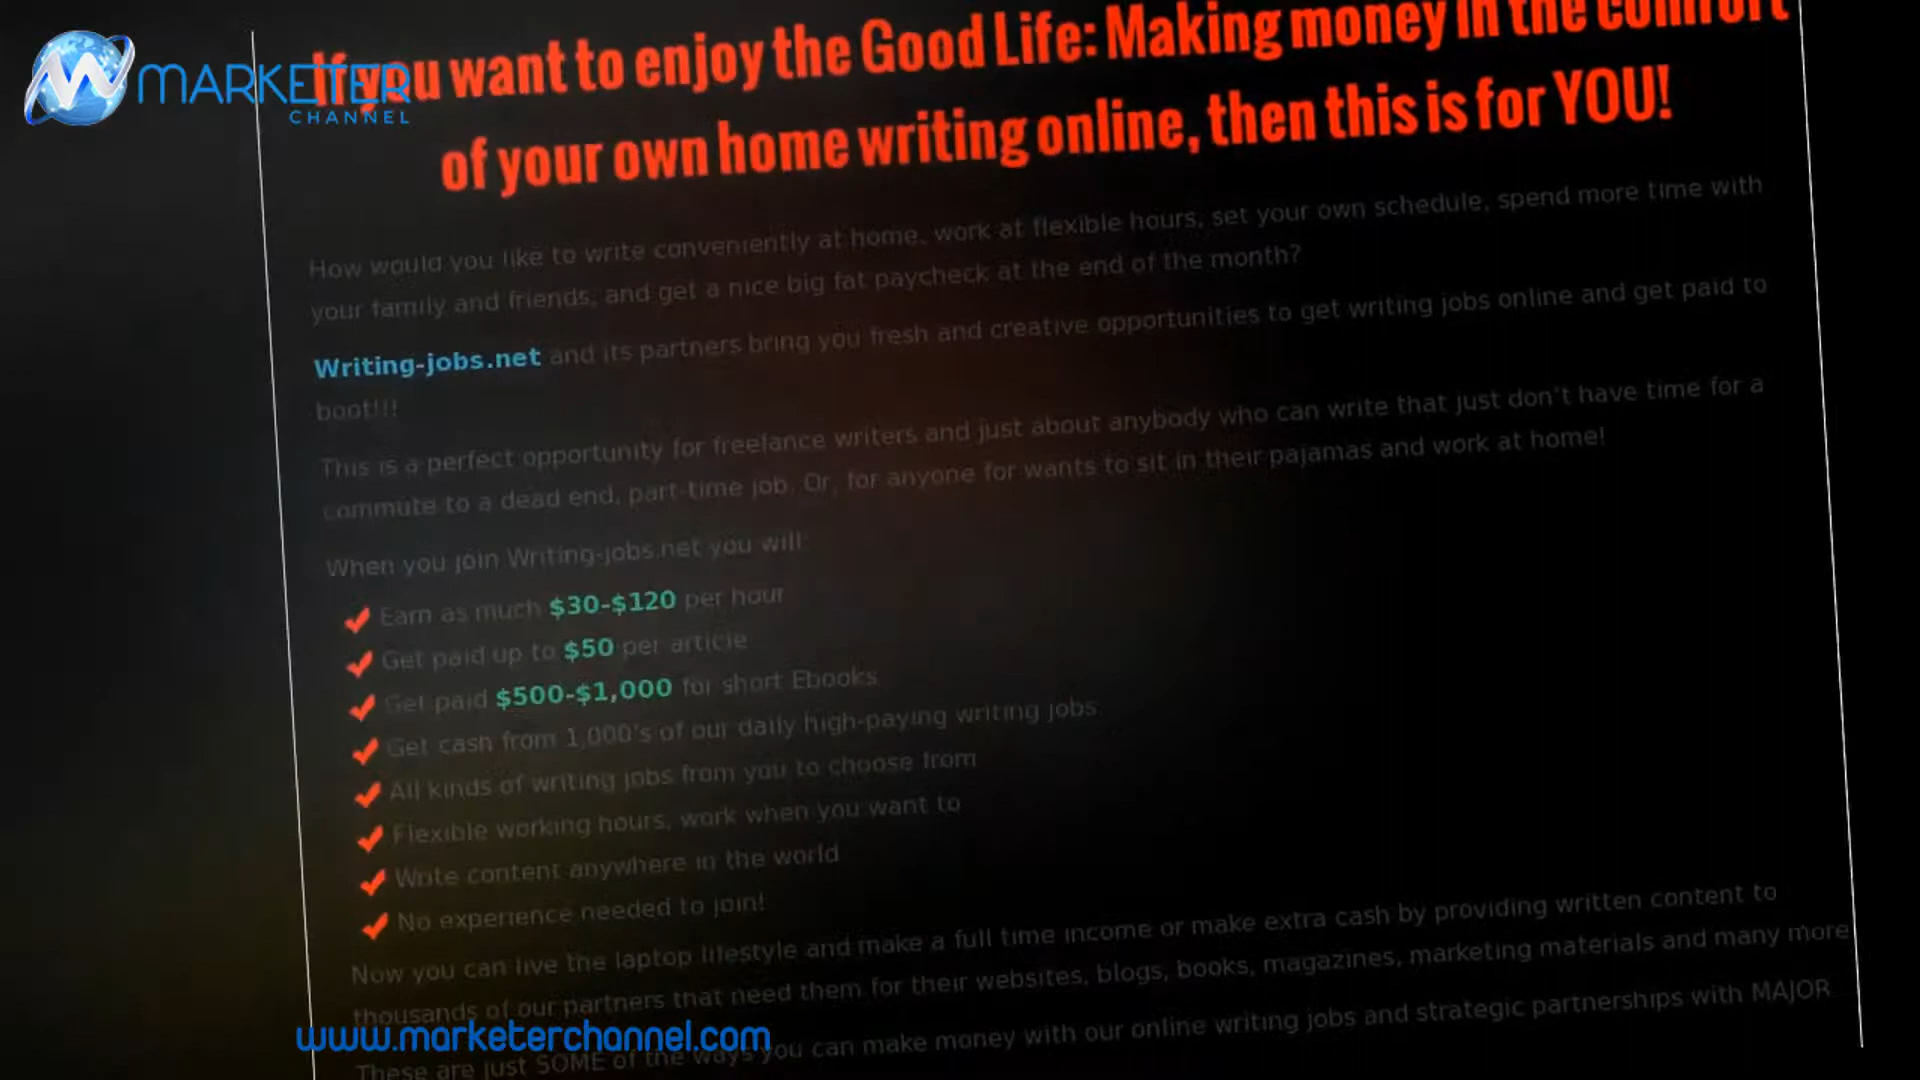 MARKETER
CHANNEL
If you want to enjoy the Good Life: Making money in the comfort
of your own home writing online, then this is for YOU!
How would you like to write conveniently at home, work at flexible hours, set your own schedule, spend more time with
your family and friends, and get a nice big fat paycheck at the end of the month?
Writing-jobs.net and its partners bring you fresh and creative opportunities to get writing jobs online and get paid to
boot!!!
This is a perfect opportunity for freelance writers and just about anybody who can write that just don't have time for a
commute to a dead end, part-time job. Or, for anyone for wants to sit in their pajamas and work at home!
When you join Writing-jobs.net you will
Earn as much $30-$120 per hour
Get paid up to $50 per article
Get paid $500-$1,000 for short Ebooks
Get cash from 1,000's of our daily high-paying writing jobs.
All kinds of writing jobs from you to choose from
Flexible working hours, work when you want to
Write content anywhere in the world
No experience needed to join!
Now you can live the laptop lifestyle and make a full time income or make extra cash by providing written content to
thousands of our partners that need them for their websites, blogs, books, magazines, marketing materials and many more
www.marketerchannel.com
These are just SOME of the ways you can make money with our online writing jobs and strategic partnerships with MAJOR